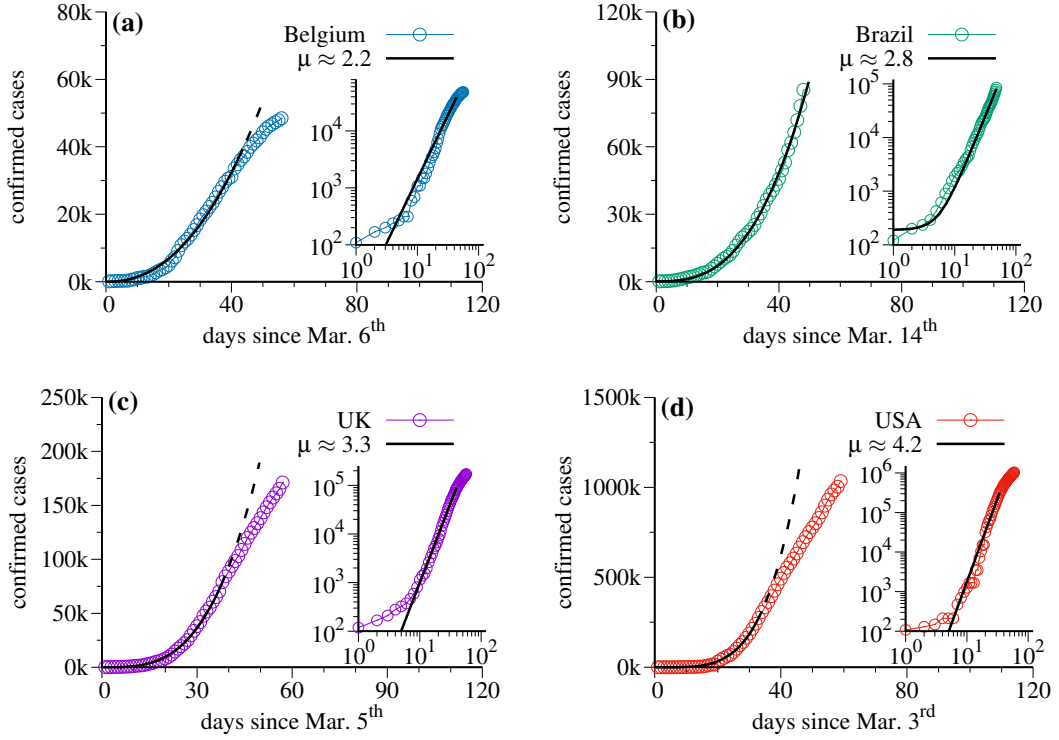 (a)
Belgium
μ ≈ 2.2
confirmed cases
80k
60k
40k
20k
0k
0 40 80 120
days since Mar. 6th
10^4
10^3
10^2
10^0 10^1 10^2
(b)
Brazil
μ ≈ 2.8
confirmed cases
120k
90k
60k
30k
0k
0 40 80 120
days since Mar. 14th
10^5
10^4
10^3
10^2
10^0 10^1 10^2
(c)
UK
μ ≈ 3.3
confirmed cases
250k
200k
150k
100k
50k
0k
0 30 60 90 120
days since Mar. 5th
10^5
10^4
10^3
10^2
10^0 10^1 10^2
(d)
USA
μ ≈ 4.2
confirmed cases
1500k
1000k
500k
0k
0 40 80 120
days since Mar. 3rd
10^6
10^5
10^4
10^3
10^2
10^0 10^1 10^2